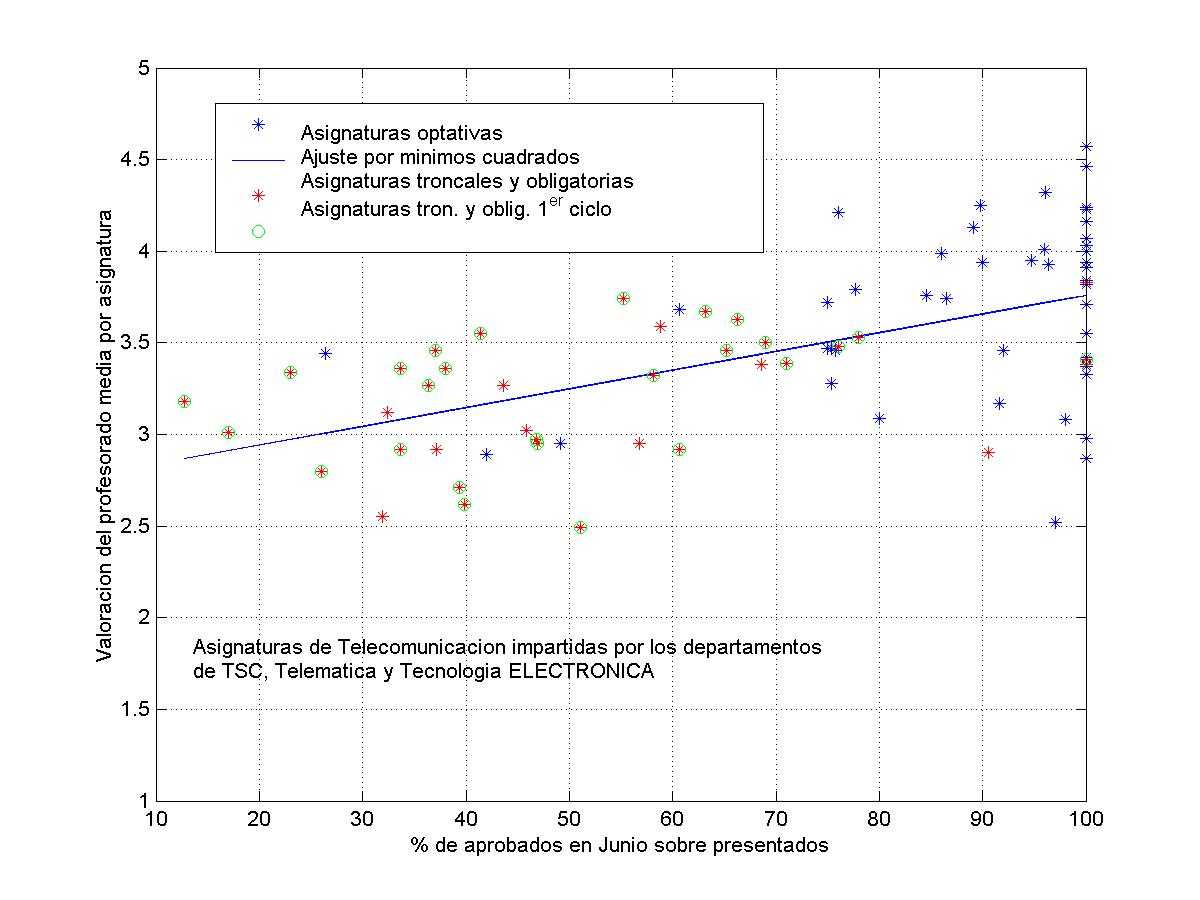 5
4.5
4
3.5
3
2.5
2
1.5
1
Valoracion del profesorado media por asignatura
Asignaturas optativas
Ajuste por minimos cuadrados
Asignaturas troncales y obligatorias
Asignaturas tron. y oblig. 1er ciclo
Asignaturas de Telecomunicacion impartidas por los departamentos
de TSC, Telematica y Tecnologia ELECTRONICA
10 20 30 40 50 60 70 80 90 100
% de aprobados en Junio sobre presentados